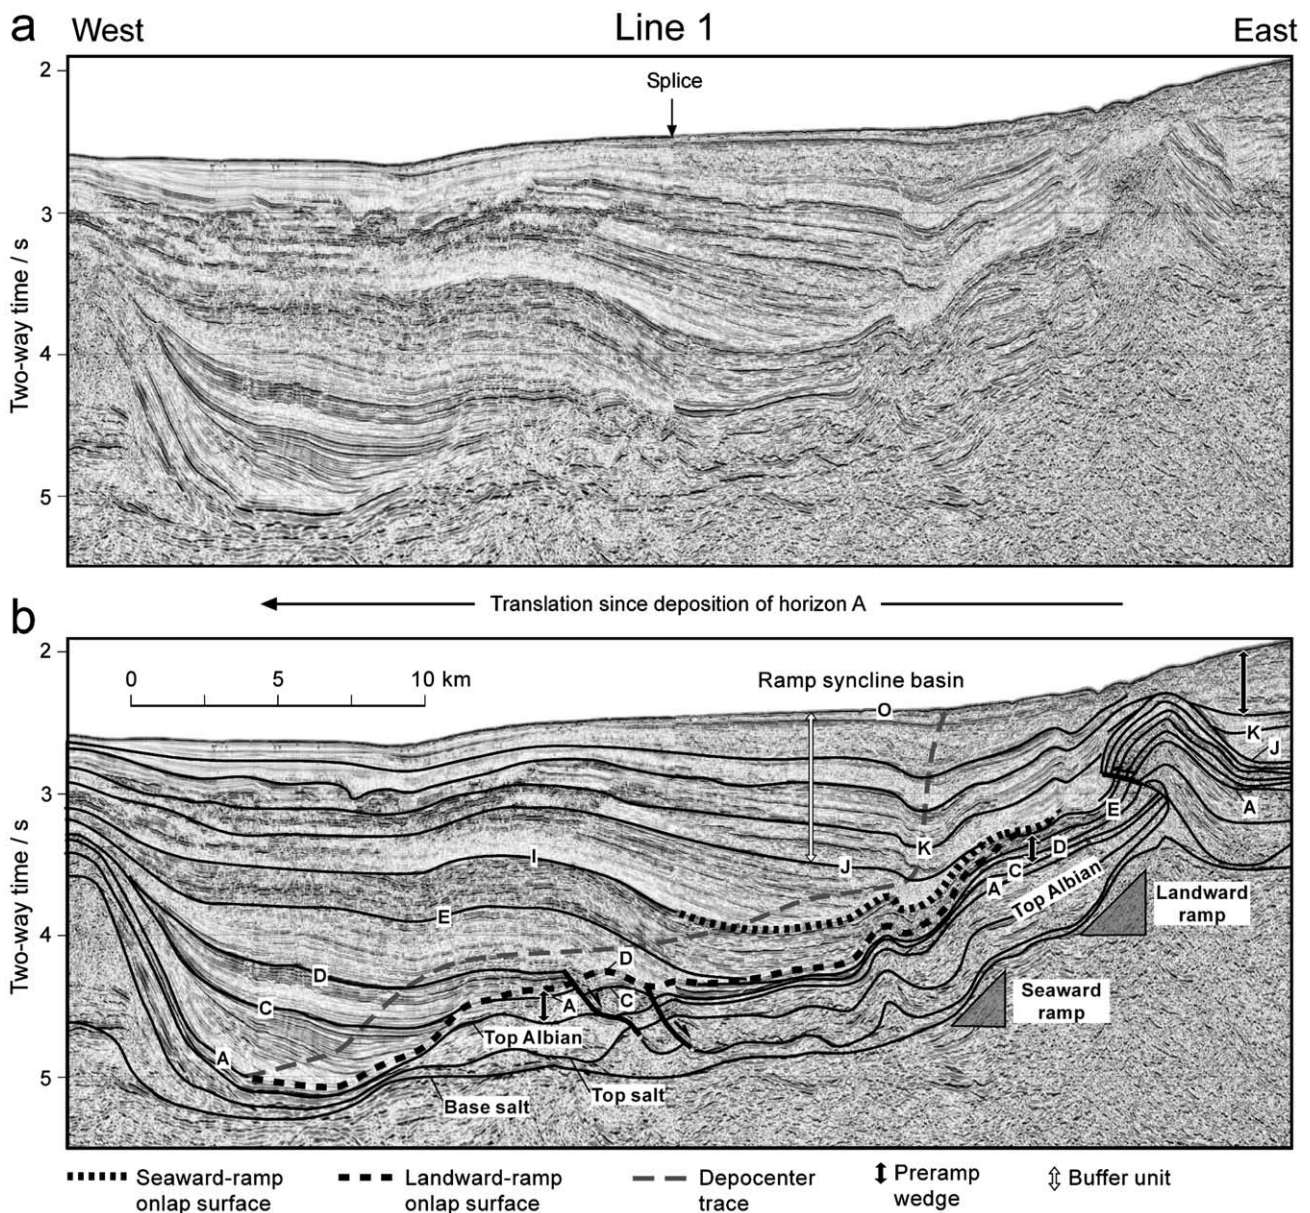 a West Line 1 East
Splice
2
3
4
5
Two-way time / s
Translation since deposition of horizon A
b
2
3
4
5
Two-way time / s
0 5 10 km
Ramp syncline basin
O
K
J
A
E
D
C
A
Top Albian
K
J
I
E
D
C
A
D
C
A
Landward
ramp
Seaward
ramp
Top Albian
Top salt
Base salt
Seaward-ramp
onlap surface
Landward-ramp
onlap surface
Depocenter
trace
Preramp
wedge
Buffer unit